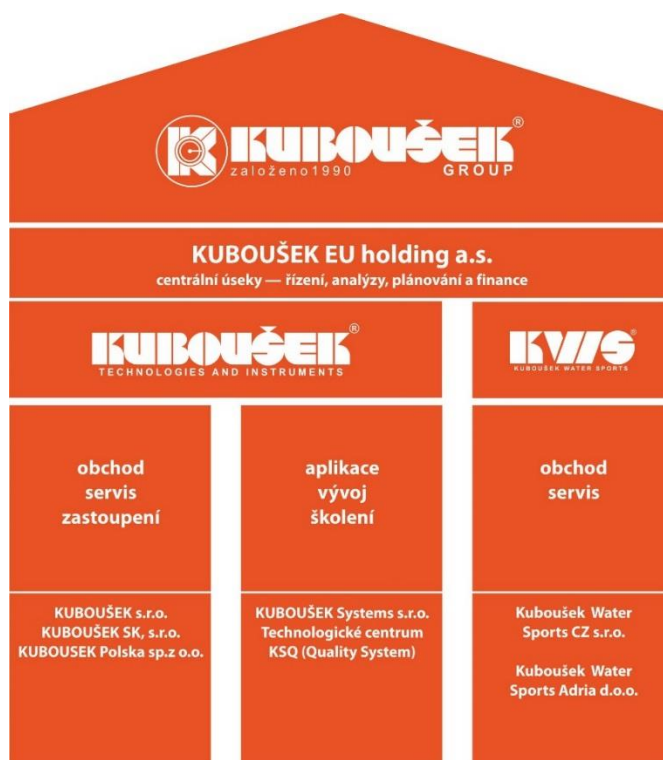 KUBOUŠEK®
založeno1990 GROUP
KUBOUŠEK EU holding a.s.
centrální úseky — řízení, analýzy, plánování a finance
KUBOUŠEK®
TECHNOLOGIES AND INSTRUMENTS
KWS®
KUBOUŠEK WATER SPORTS
obchod
servis
zastoupení
aplikace
vývoj
školení
obchod
servis
KUBOUŠEK s.r.o.
KUBOUŠEK SK, s.r.o.
KUBOUSEK Polska sp.z o.o.
KUBOUŠEK Systems s.r.o.
Technologické centrum
KSQ (Quality System)
Kuboušek Water
Sports CZ s.r.o.
Kuboušek Water
Sports Adria d.o.o.